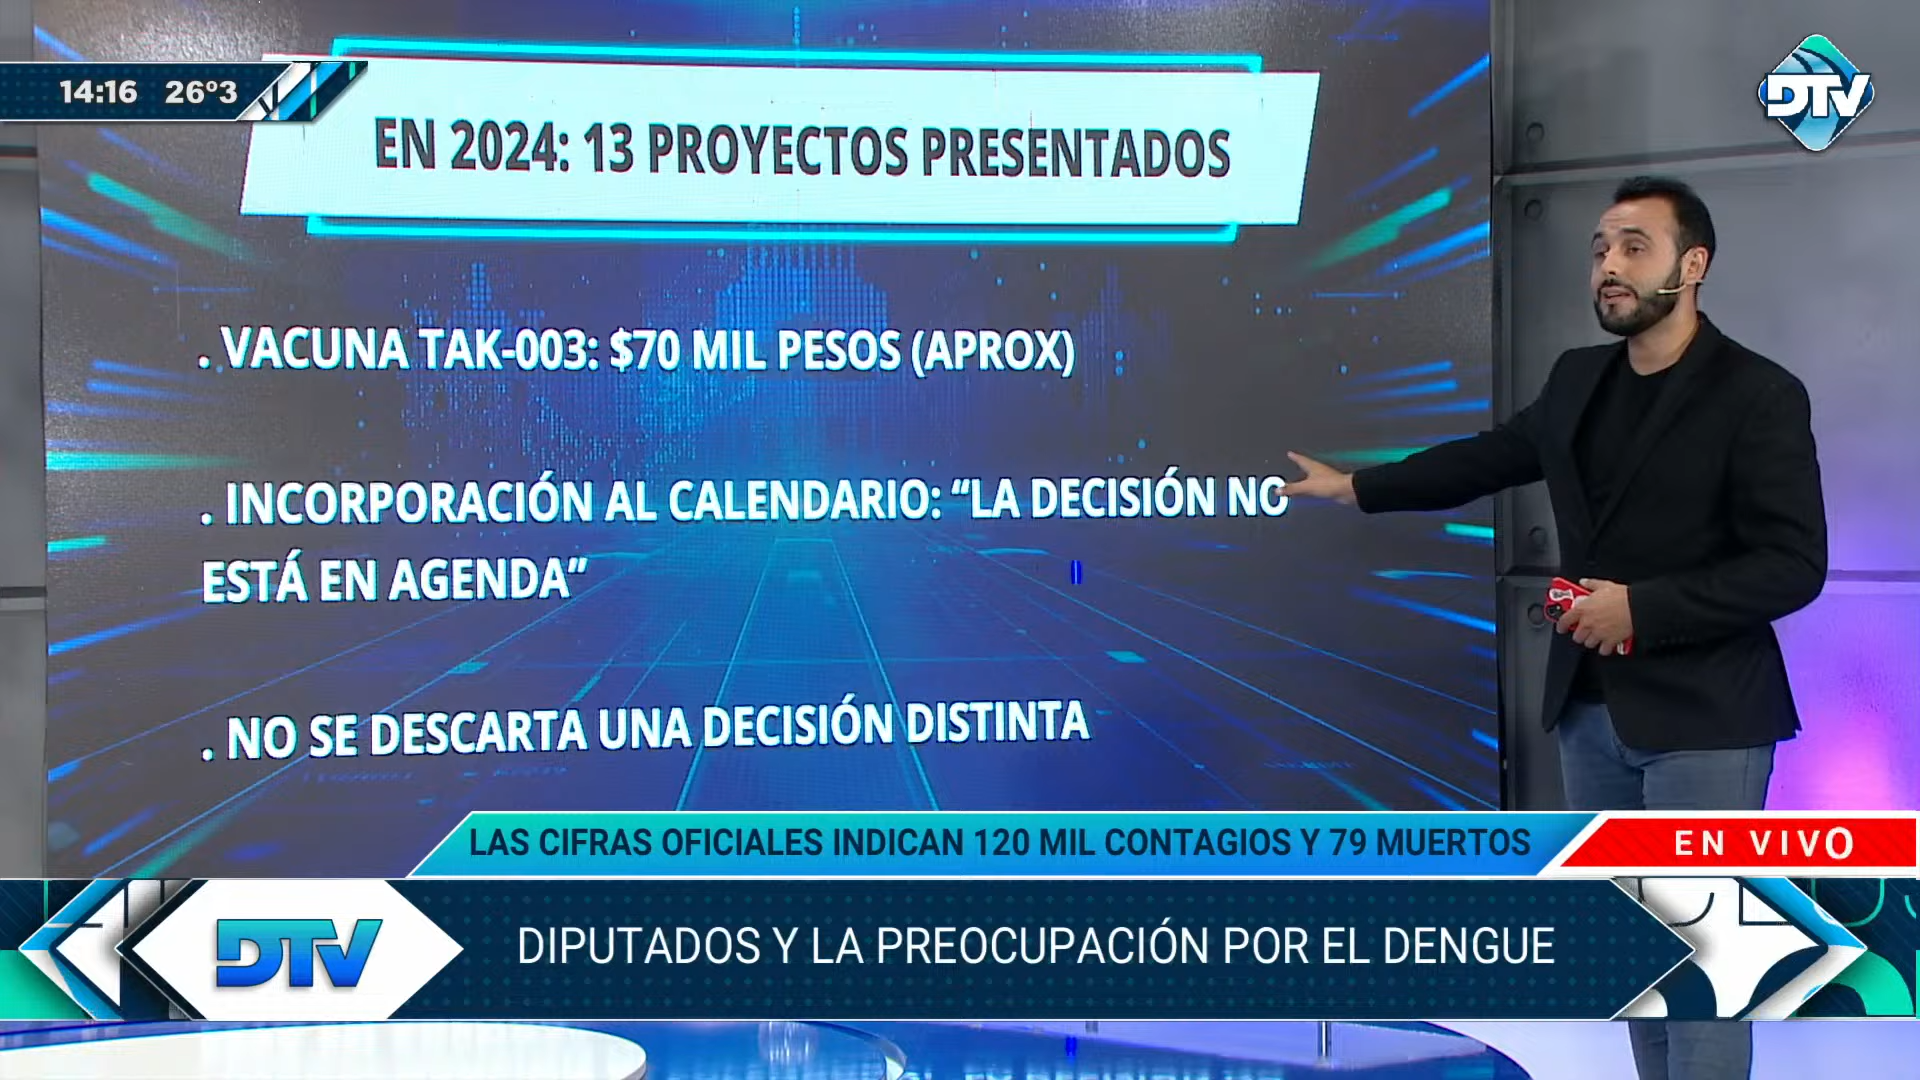 14:16 26º3
DTV
EN 2024: 13 PROYECTOS PRESENTADOS
. VACUNA TAK-003: $70 MIL PESOS (APROX)
. INCORPORACIÓN AL CALENDARIO: “LA DECISIÓN NO
ESTÁ EN AGENDA”
. NO SE DESCARTA UNA DECISIÓN DISTINTA
LAS CIFRAS OFICIALES INDICAN 120 MIL CONTAGIOS Y 79 MUERTOS
EN VIVO
DTV
DIPUTADOS Y LA PREOCUPACIÓN POR EL DENGUE